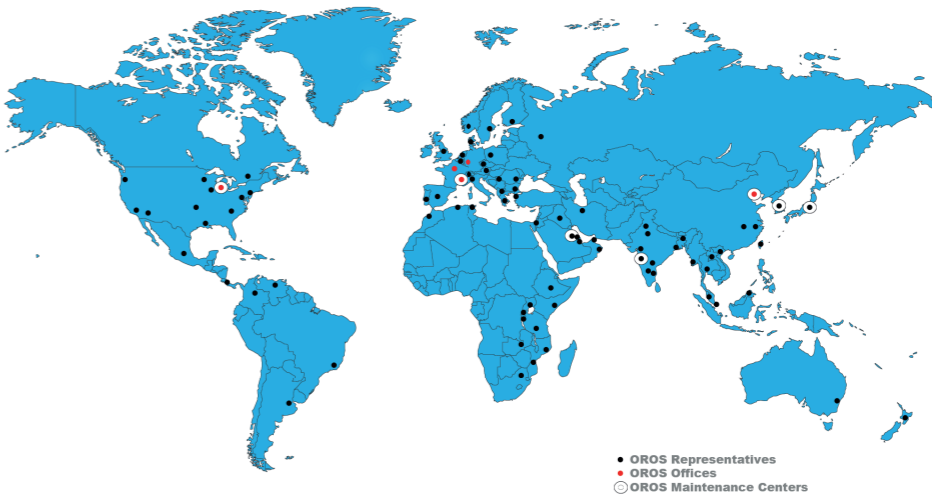 OROS Representatives
OROS Offices
OROS Maintenance Centers